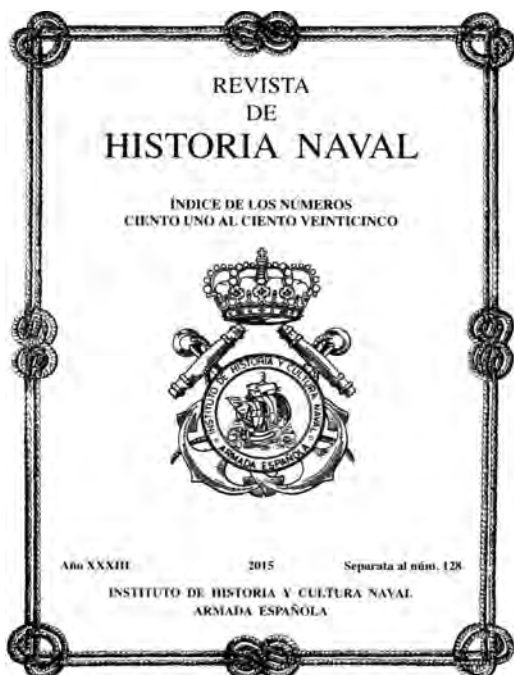 REVISTA
DE
HISTORIA NAVAL
ÍNDICE DE LOS NÚMEROS
CIENTO UNO AL CIENTO VEINTICINCO
INSTITUTO DE HISTORIA Y CULTURA NAVAL
ARMADA ESPAÑOLA
Año XXXIII 2015 Separata al núm. 128
INSTITUTO DE HISTORIA Y CULTURA NAVAL
ARMADA ESPAÑOLA